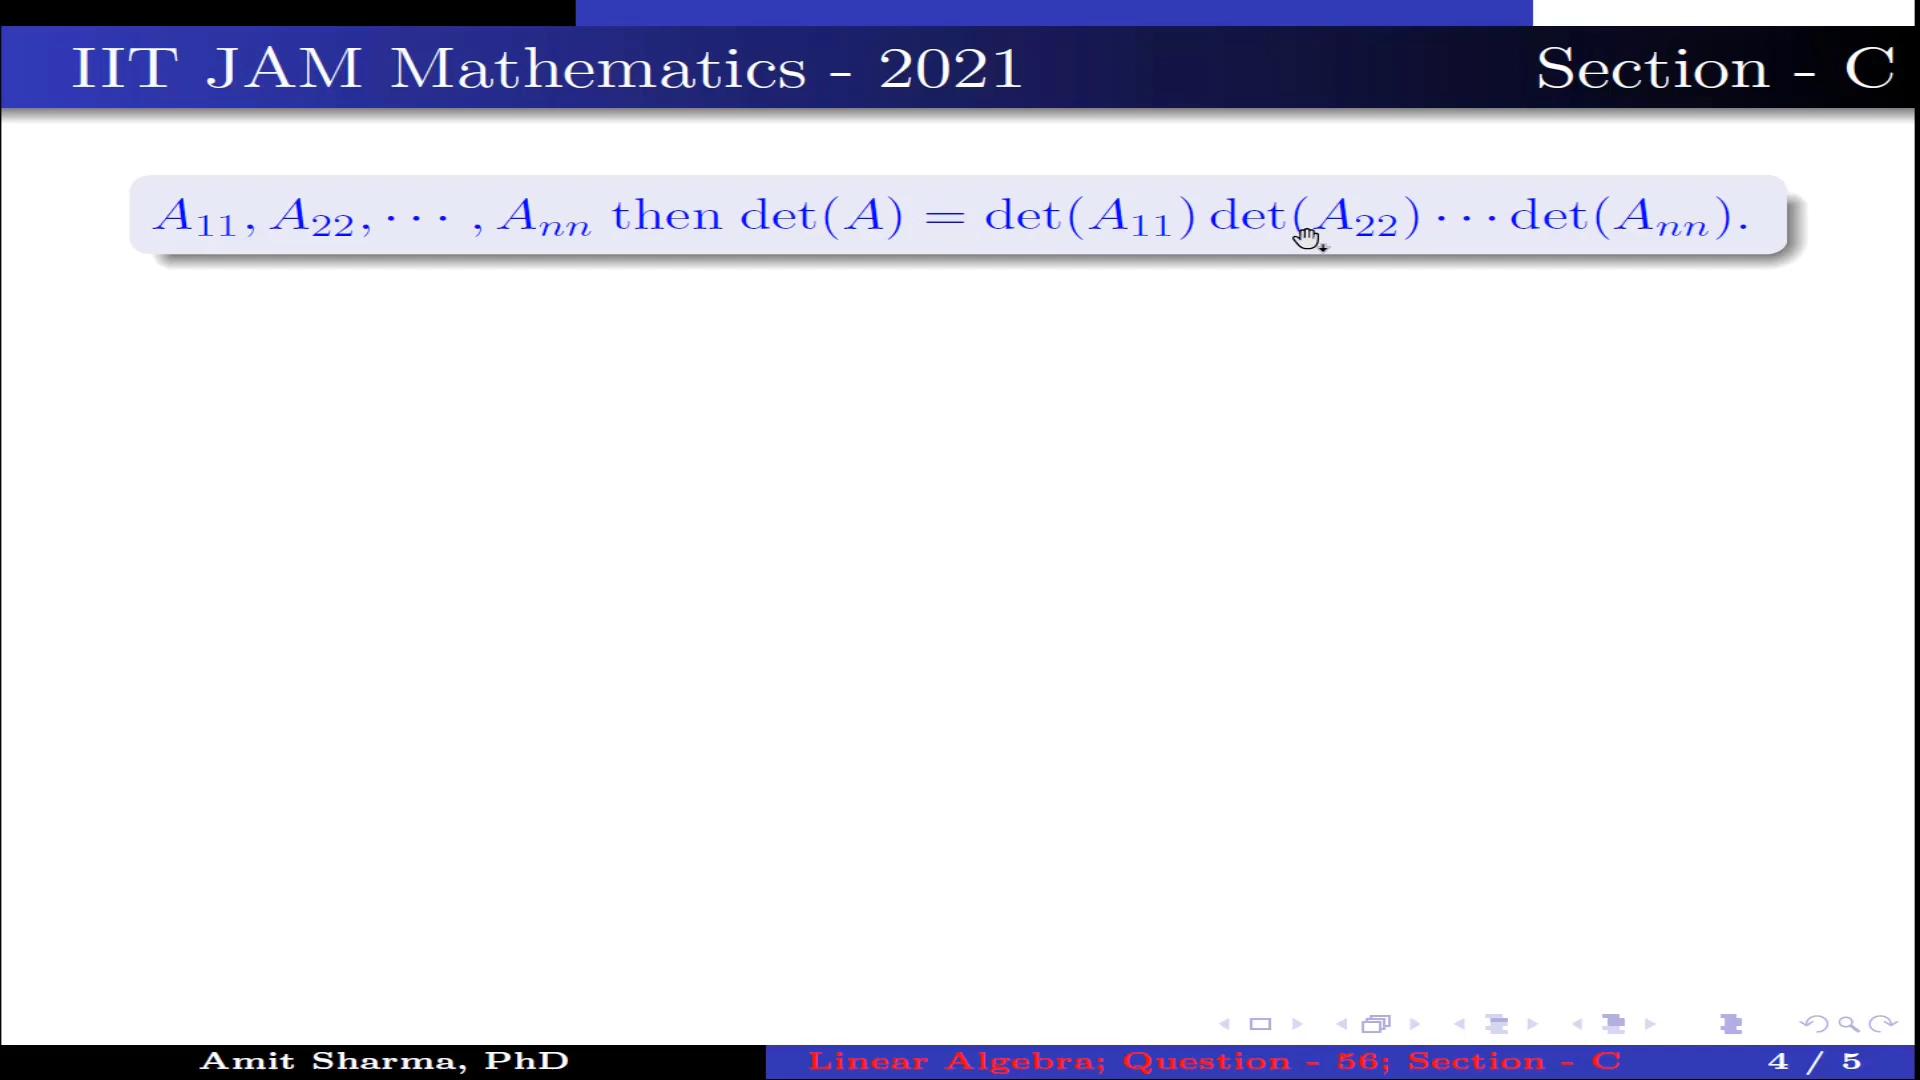 IIT JAM Mathematics - 2021 Section - C
A₁₁, A₂₂, ⋯ , Aₙₙ then det(A) = det(A₁₁) det(A₂₂) ⋯ det(Aₙₙ).
Amit Sharma, PhD Linear Algebra; Question - 56; Section - C 4 / 5